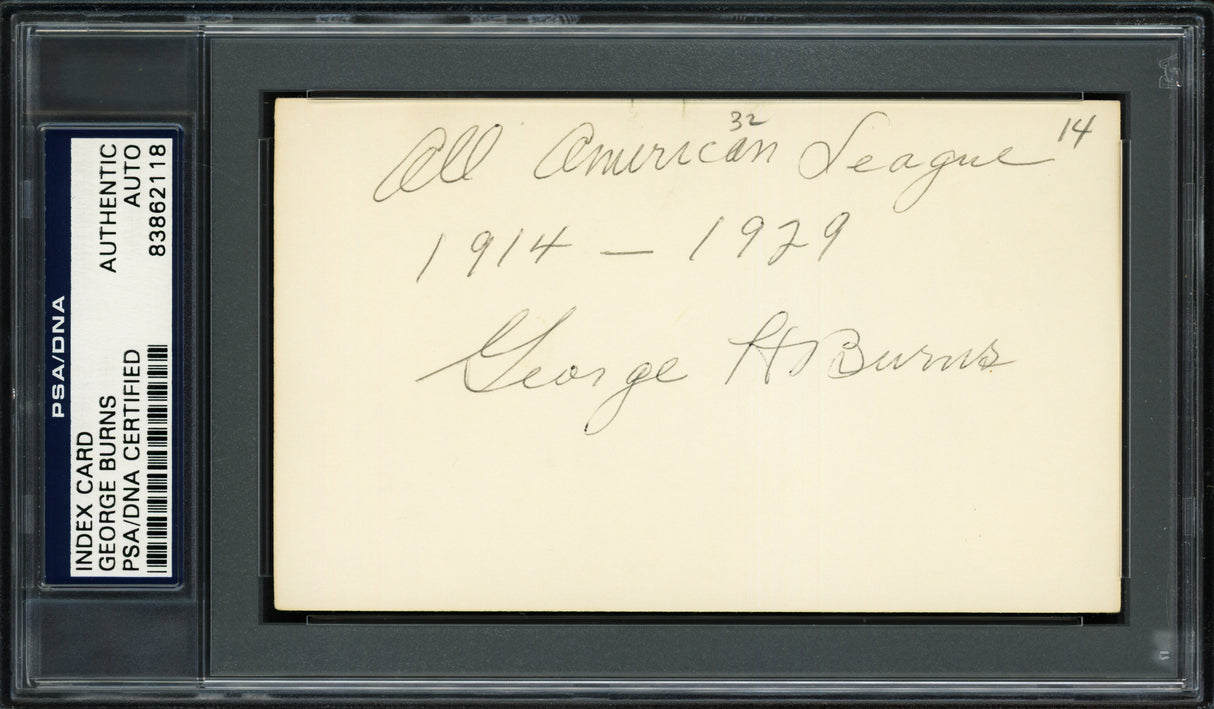 PSA/DNA
INDEX CARD
GEORGE BURNS
PSA/DNA CERTIFIED
AUTHENTIC
AUTO
83862118
32
14
All American League
1914 – 1929
George H Burns